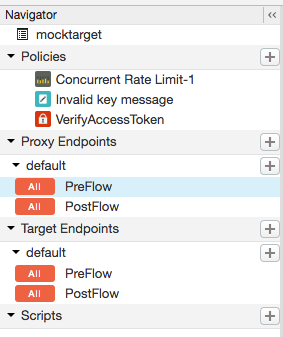 Navigator
mocktarget
Policies
Concurrent Rate Limit-1
Invalid key message
VerifyAccessToken
Proxy Endpoints
default
All PreFlow
All PostFlow
Target Endpoints
default
All PreFlow
All PostFlow
Scripts